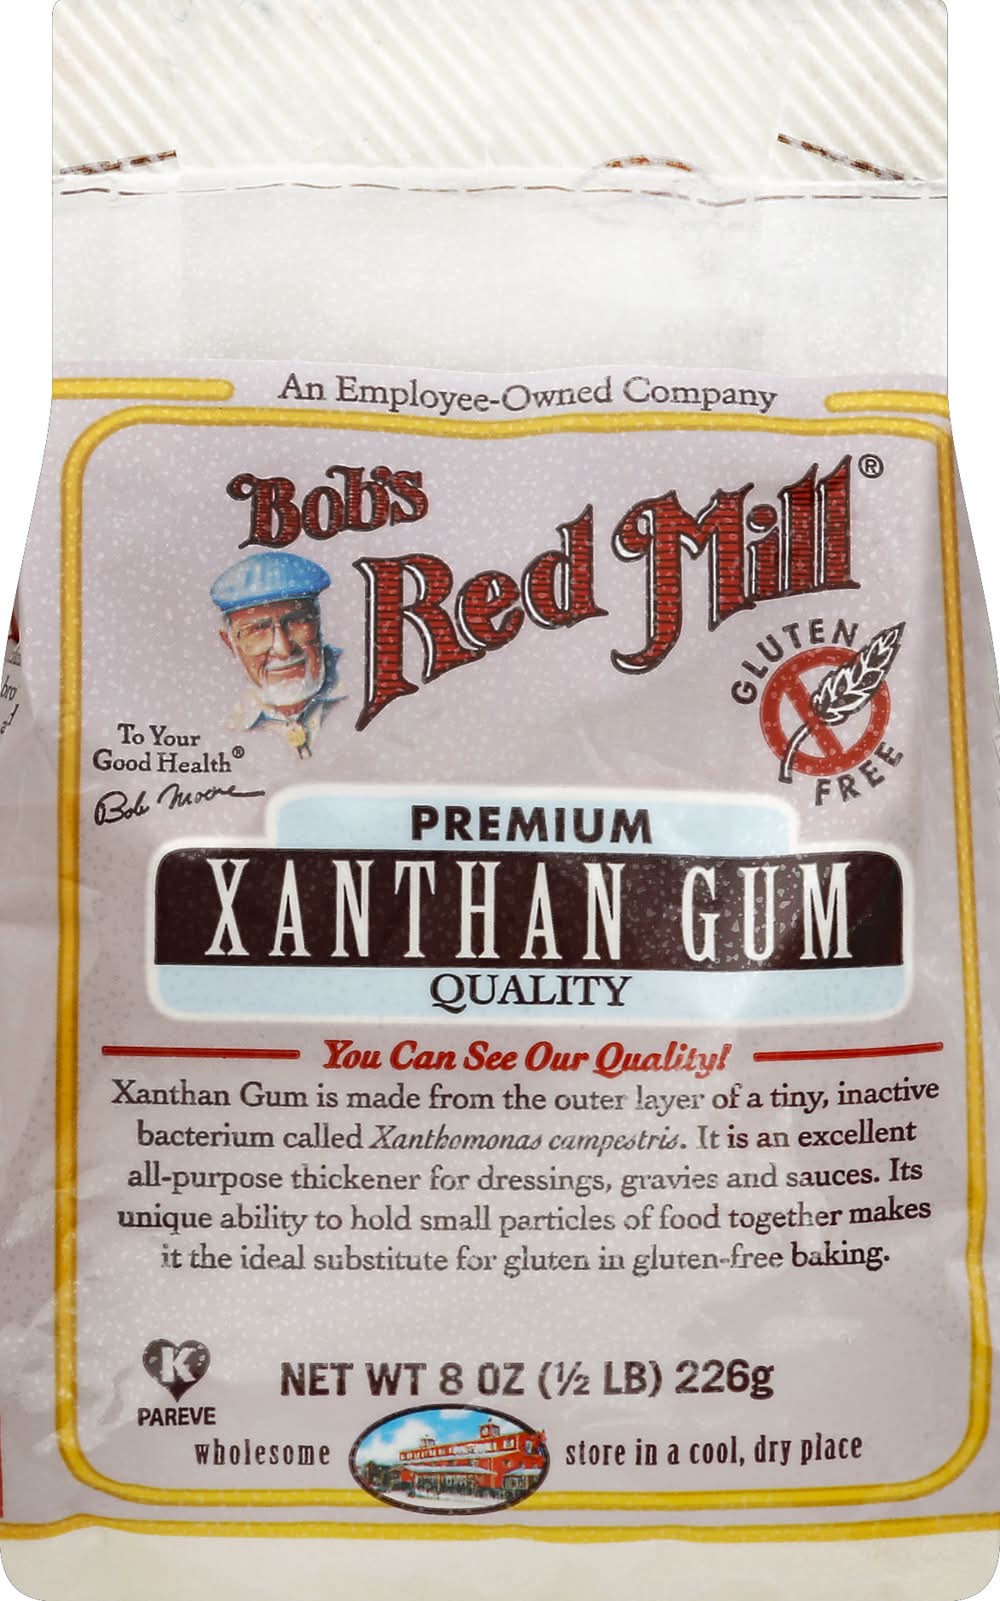 An Employee-Owned Company
Bob's
Red Mill®
GLUTEN
FREE
To Your
Good Health®
Bob Moore
PREMIUM
XANTHAN GUM
QUALITY
You Can See Our Quality!
Xanthan Gum is made from the outer layer of a tiny, inactive
bacterium called Xanthomonas campestris. It is an excellent
all-purpose thickener for dressings, gravies and sauces. Its
unique ability to hold small particles of food together makes
it the ideal substitute for gluten in gluten-free baking.
K
PAREVE
NET WT 8 OZ (½ LB) 226g
wholesome
store in a cool, dry place